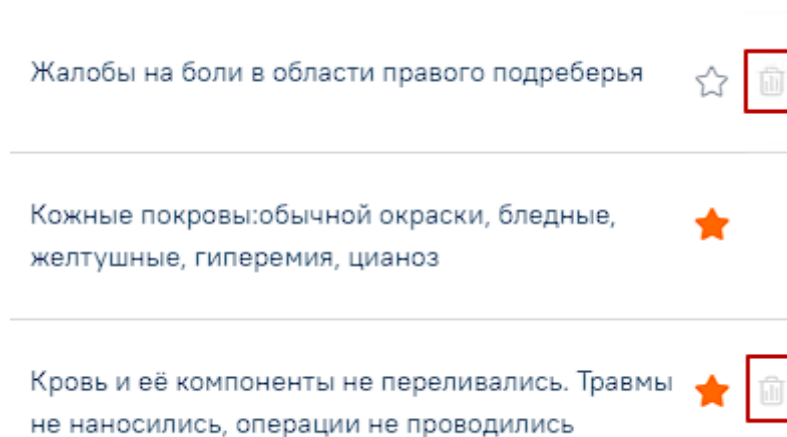 Жалобы на боли в области правого подреберья
Кожные покровы:обычной окраски, бледные,
желтушные, гиперемия, цианоз
Кровь и её компоненты не переливались. Травмы
не наносились, операции не проводились